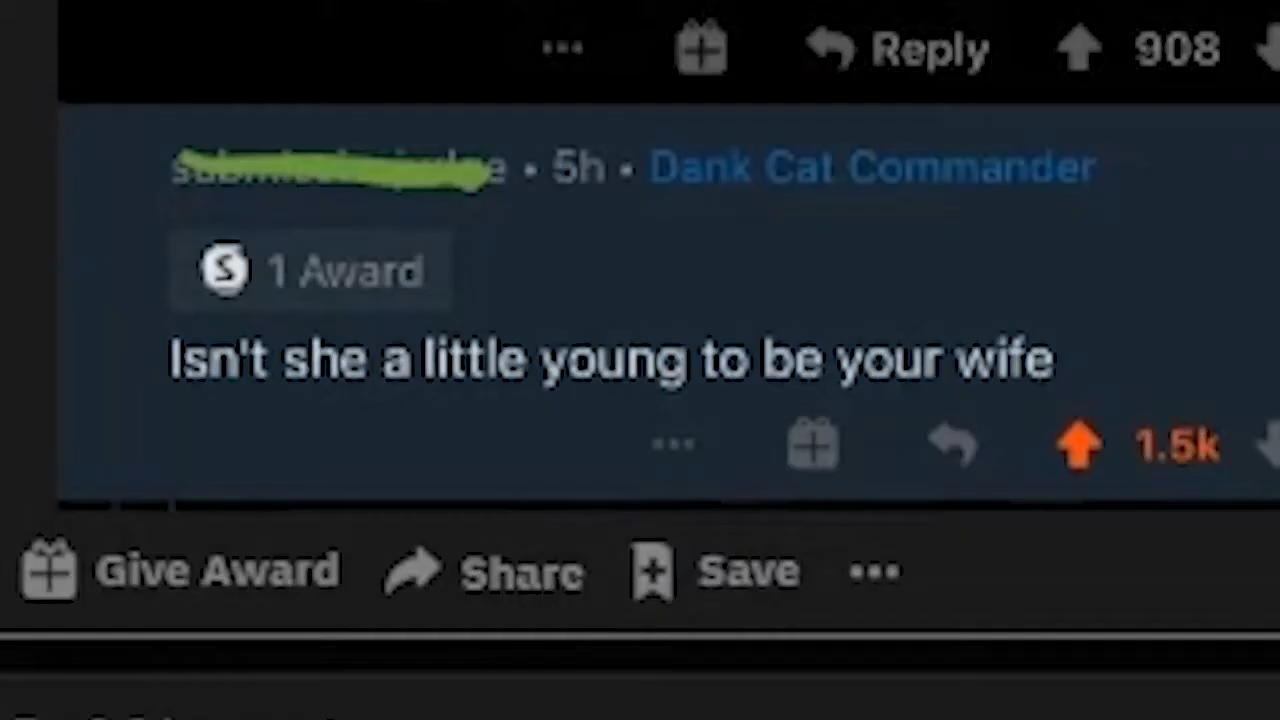 Reply 908
• 5h • Dank Cat Commander
1 Award
Isn't she a little young to be your wife
1.5k
Give Award Share Save